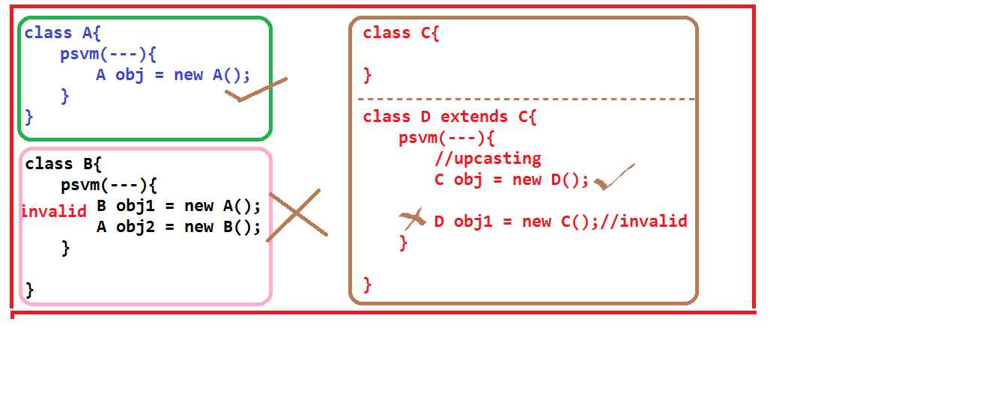 class A{
psvm(---){
A obj = new A();
}
}
class B{
psvm(---){
invalid B obj1 = new A();
A obj2 = new B();
}
}
class C{
}
class D extends C{
psvm(---){
//upcasting
C obj = new D();
D obj1 = new C();//invalid
}
}